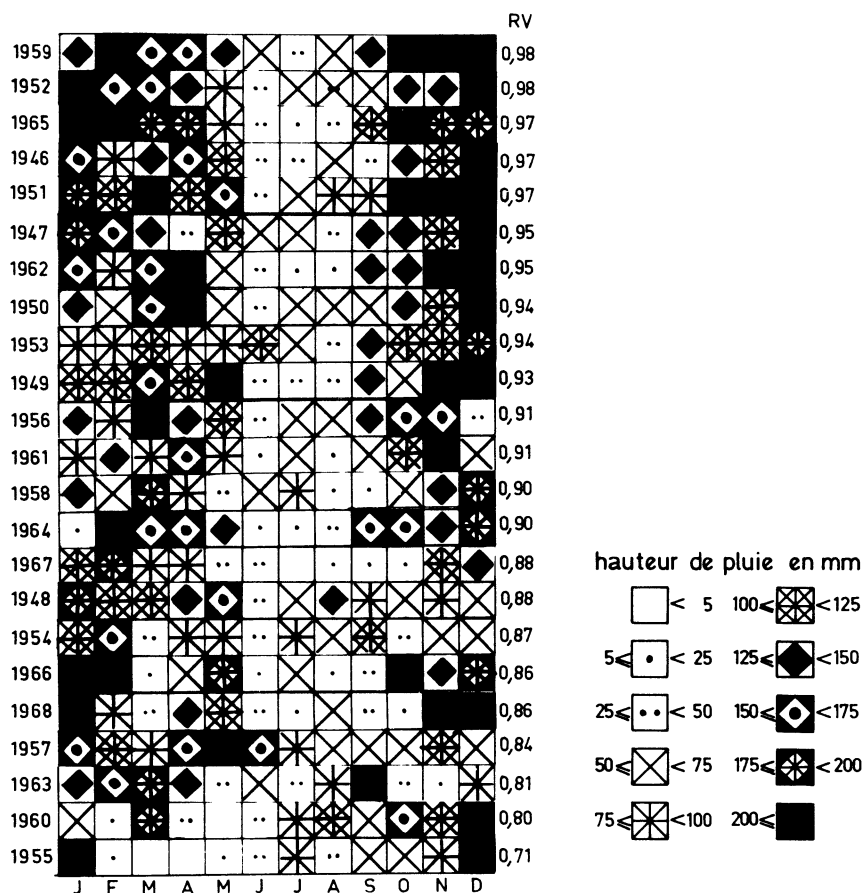 RV
1959 0,98
1952 0,98
1965 0,97
1946 0,97
1951 0,97
1947 0,95
1962 0,95
1950 0,94
1953 0,94
1949 0,93
1956 0,91
1961 0,91
1958 0,90
1964 0,90
1967 0,88
1948 0,88
1954 0,87
1966 0,86
1968 0,86
1957 0,84
1963 0,81
1960 0,80
1955 0,71
J F M A M J J A S O N D
hauteur de pluie en mm
< 5 100⩽ <125
5⩽ < 25 125⩽ <150
25⩽ < 50 150⩽ <175
50⩽ < 75 175⩽ < 200
75⩽ <100 200⩽